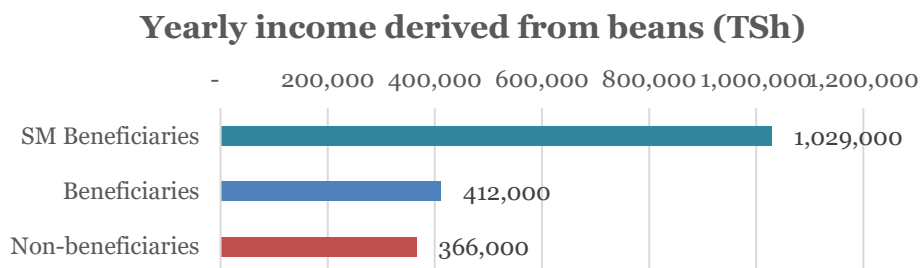 Yearly income derived from beans (TSh)
- 200,000 400,000 600,000 800,000 1,000,000 1,200,000
SM Beneficiaries 1,029,000
Beneficiaries 412,000
Non-beneficiaries 366,000